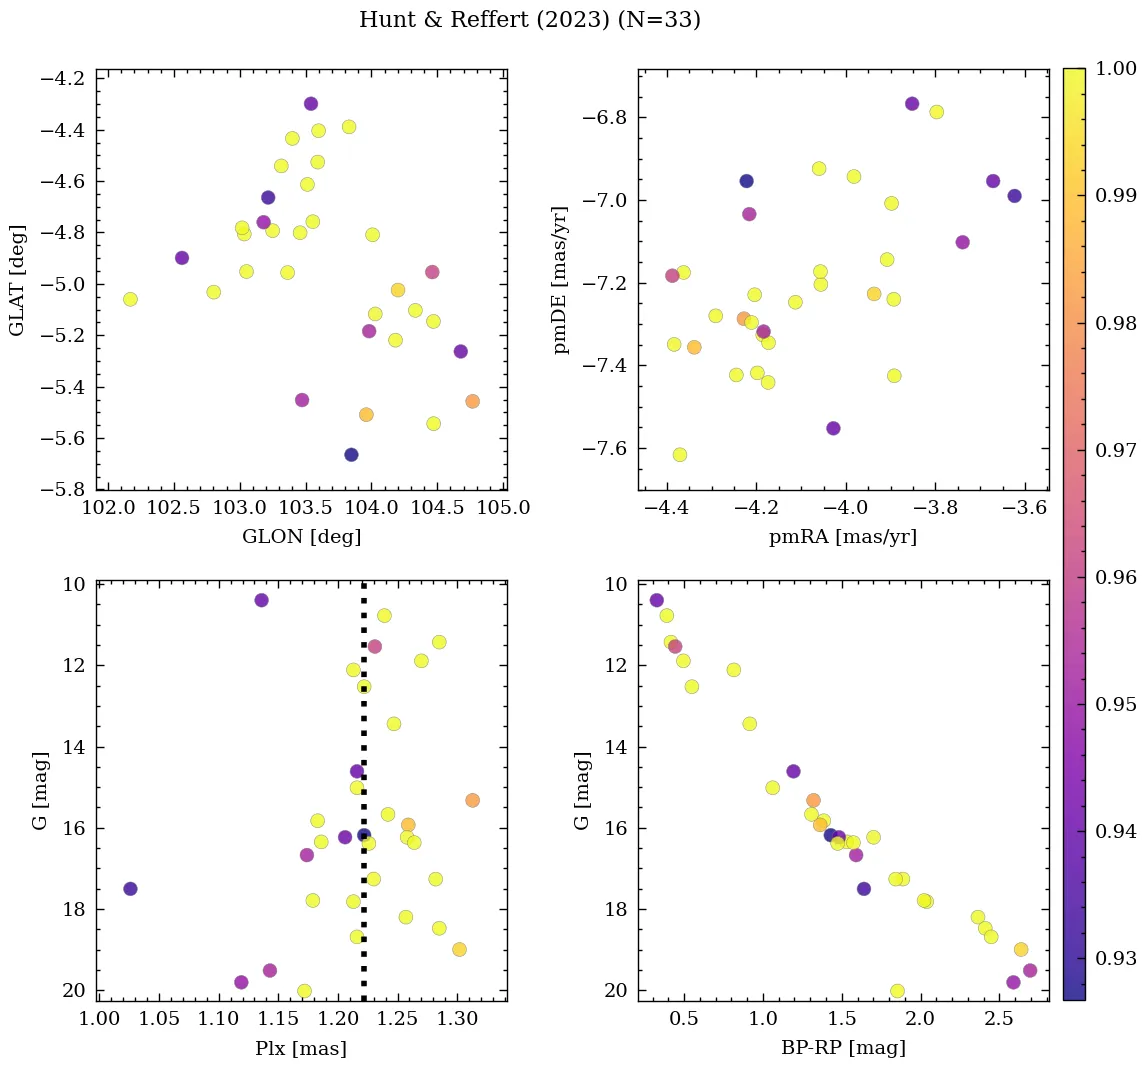 Hunt & Reffert (2023) (N=33)
−4.2
−4.4
−4.6
−4.8
−5.0
−5.2
−5.4
−5.6
−5.8
GLAT [deg]
102.0 102.5 103.0 103.5 104.0 104.5 105.0
GLON [deg]
−6.8
−7.0
−7.2
−7.4
−7.6
pmDE [mas/yr]
−4.4 −4.2 −4.0 −3.8 −3.6
pmRA [mas/yr]
10
12
14
16
18
20
G [mag]
1.00 1.05 1.10 1.15 1.20 1.25 1.30
Plx [mas]
10
12
14
16
18
20
G [mag]
0.5 1.0 1.5 2.0 2.5
BP-RP [mag]
1.00
0.99
0.98
0.97
0.96
0.95
0.94
0.93